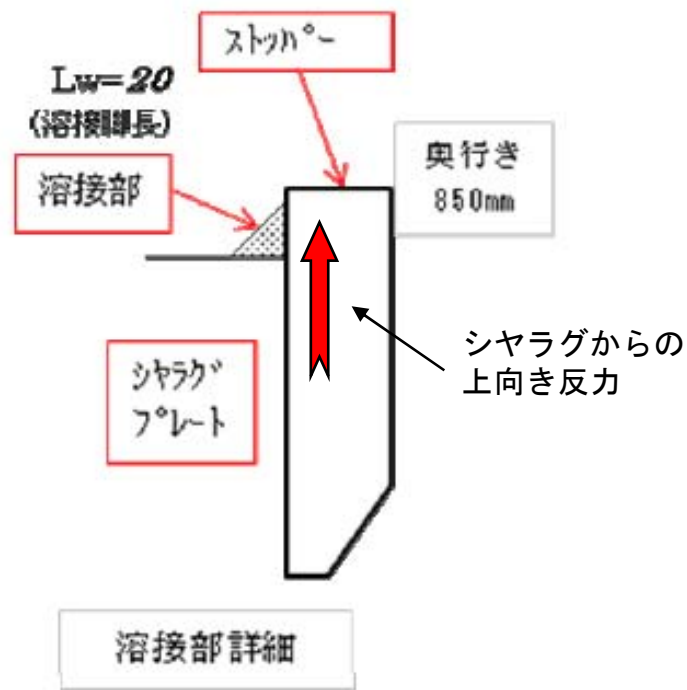 ｽﾄｯﾊﾟｰ
Lw=20
(溶接脚長)
溶接部
奥行き
850mm
シヤラグからの
上向き反力
ｼﾔﾗｸﾞ
ﾌﾟﾚｰﾄ
溶接部詳細